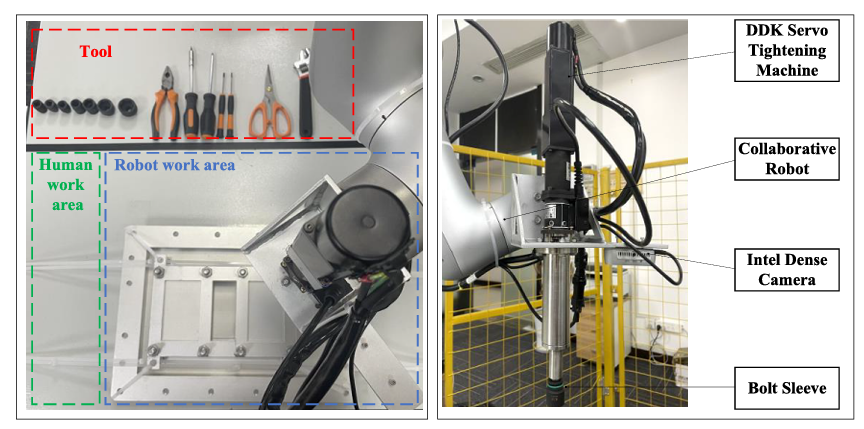 Tool
Human
work
area
Robot work area
DDK Servo
Tightening
Machine
Collaborative
Robot
Intel Dense
Camera
Bolt Sleeve